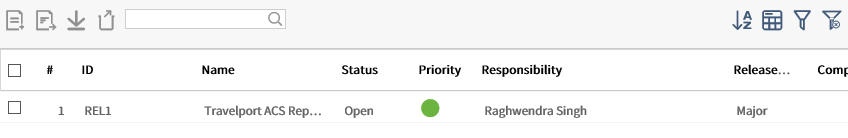 # ID Name Status Priority Responsibility Release... Comp
1 REL1 Travelport ACS Rep... Open Raghwendra Singh Major